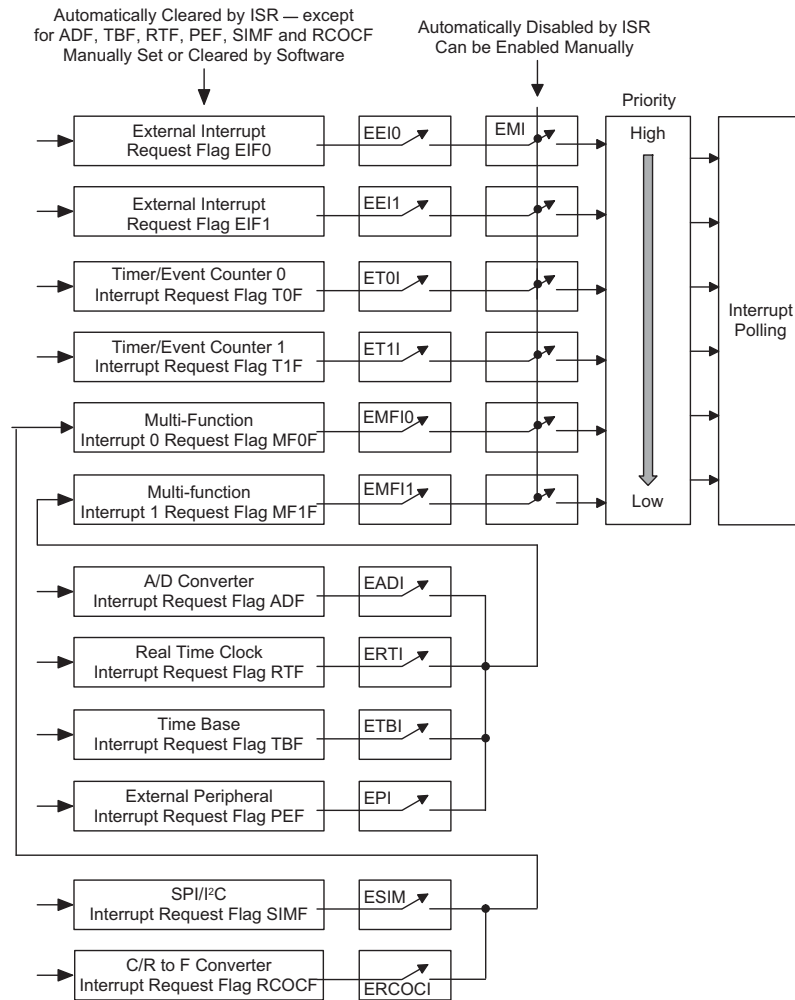 Automatically Cleared by ISR — except
for ADF, TBF, RTF, PEF, SIMF and RCOCF
Manually Set or Cleared by Software
Automatically Disabled by ISR
Can be Enabled Manually
Priority
External Interrupt
Request Flag EIF0
EEI0
EMI
High
External Interrupt
Request Flag EIF1
EEI1
Timer/Event Counter 0
Interrupt Request Flag T0F
ET0I
Interrupt
Polling
Timer/Event Counter 1
Interrupt Request Flag T1F
ET1I
Multi-Function
Interrupt 0 Request Flag MF0F
EMFI0
Multi-function
Interrupt 1 Request Flag MF1F
EMFI1
Low
A/D Converter
Interrupt Request Flag ADF
EADI
Real Time Clock
Interrupt Request Flag RTF
ERTI
Time Base
Interrupt Request Flag TBF
ETBI
External Peripheral
Interrupt Request Flag PEF
EPI
SPI/I²C
Interrupt Request Flag SIMF
ESIM
C/R to F Converter
Interrupt Request Flag RCOCF
ERCOCI